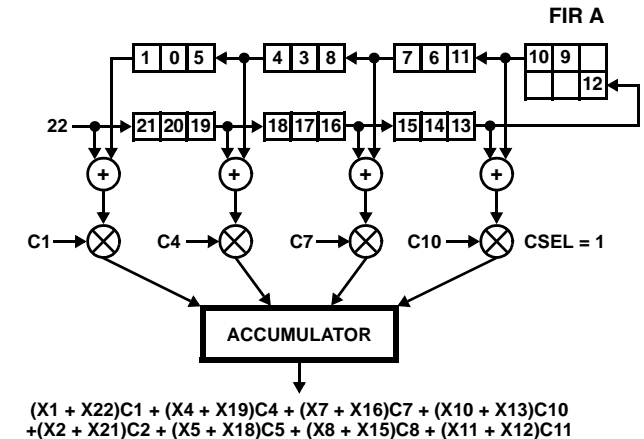 FIR A
1 0 5 4 3 8 7 6 11 10 9
12
22 21 20 19 18 17 16 15 14 13
+ + + +
C1 C4 C7 C10 CSEL = 1
ACCUMULATOR
(X1 + X22)C1 + (X4 + X19)C4 + (X7 + X16)C7 + (X10 + X13)C10
+(X2 + X21)C2 + (X5 + X18)C5 + (X8 + X15)C8 + (X11 + X12)C11